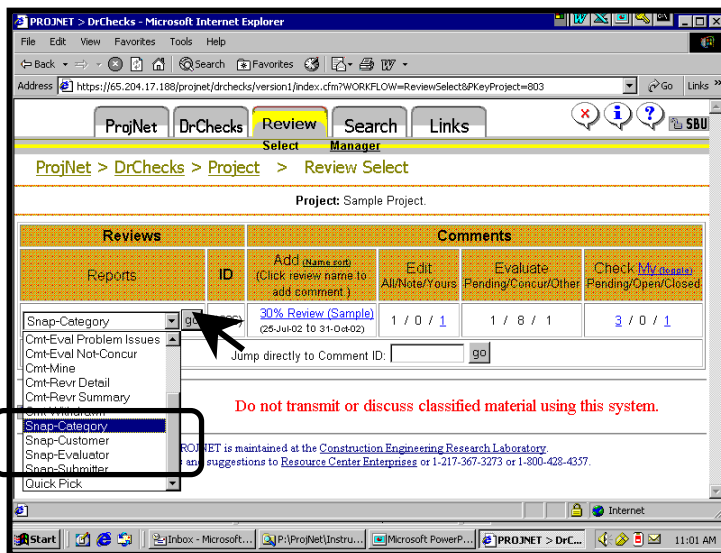 PROJNET > DrChecks - Microsoft Internet Explorer
File Edit View Favorites Tools Help
Back Search Favorites
Address https://65.204.17.188/projnet/drchecks/version1/index.cfm?WORKFLOW=ReviewSelect&PKeyProject=803 Go Links »
ProjNet DrChecks Review Search Links SBU
Select Manager
ProjNet > DrChecks > Project > Review Select
Project: Sample Project.
Reviews Comments
Reports ID Add (Name sort) (Click review name to add comment ) Edit All/Note/Yours Evaluate Pending/Concur/Other Check My (toggle) Pending/Open/Closed
Snap-Category go 30% Review (Sample) (25-Jul-02 to 31-Oct-02) 1 / 0 / 1 1 / 8 / 1 3 / 0 / 1
Cmt-Eval Problem Issues
Cmt-Eval Not-Concur
Jump directly to Comment ID: go
Cmt-Mine
Cmt-Revr Detail
Cmt-Revr Summary
Cmt-Withdrawn
Do not transmit or discuss classified material using this system.
Snap-Category
Snap-Customer
Snap-Evaluator
Snap-Submitter
Quick Pick
PROJNET is maintained at the Construction Engineering Research Laboratory.
and suggestions to Resource Center Enterprises or 1-217-367-3273 or 1-800-428-4357.
Internet
Start Inbox - Microsoft... P:\ProjNet\Instru... Microsoft PowerP... PROJNET > DrC... 11:01 AM